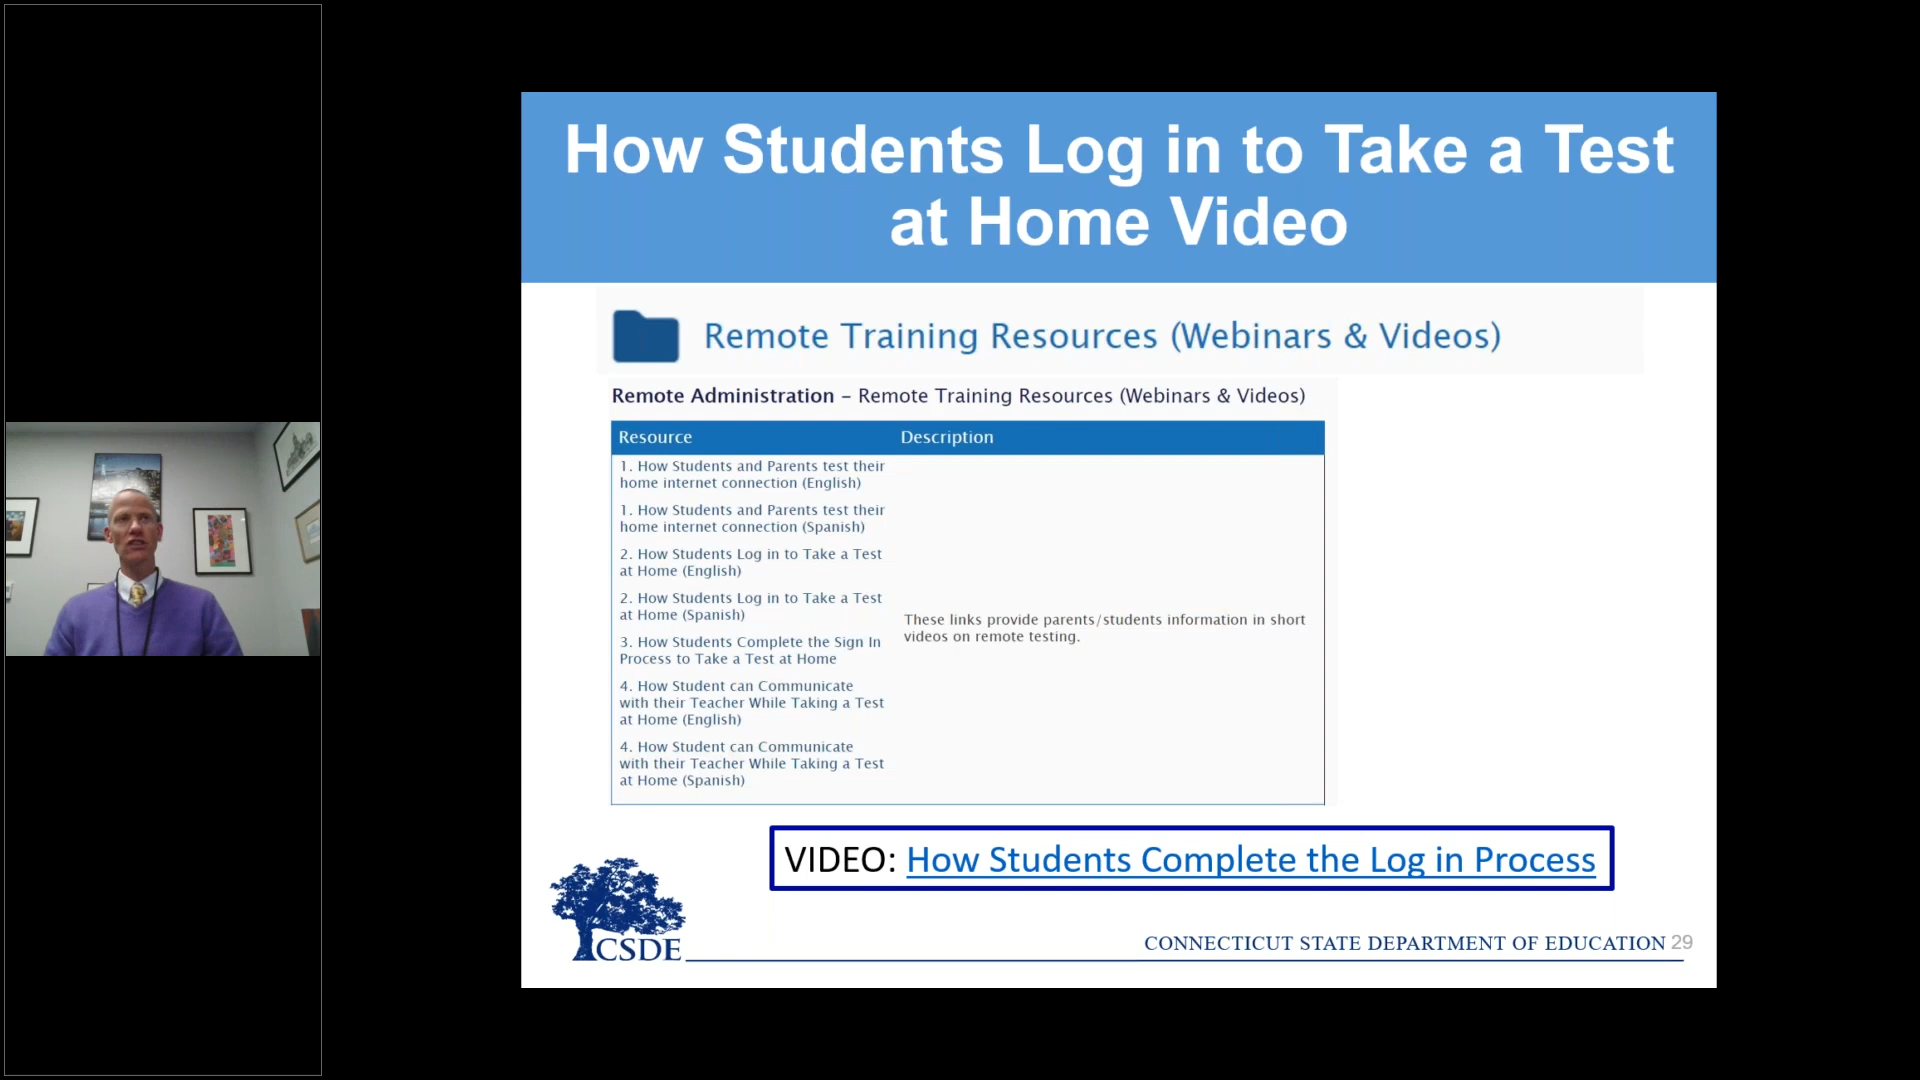 How Students Log in to Take a Test
at Home Video
Remote Training Resources (Webinars & Videos)
Remote Administration – Remote Training Resources (Webinars & Videos)
Resource
Description
1. How Students and Parents test their
home internet connection (English)
1. How Students and Parents test their
home internet connection (Spanish)
2. How Students Log in to Take a Test
at Home (English)
2. How Students Log in to Take a Test
at Home (Spanish)
3. How Students Complete the Sign In
Process to Take a Test at Home
4. How Student can Communicate
with their Teacher While Taking a Test
at Home (English)
4. How Student can Communicate
with their Teacher While Taking a Test
at Home (Spanish)
These links provide parents/students information in short
videos on remote testing.
VIDEO: How Students Complete the Log in Process
CSDE
CONNECTICUT STATE DEPARTMENT OF EDUCATION 29